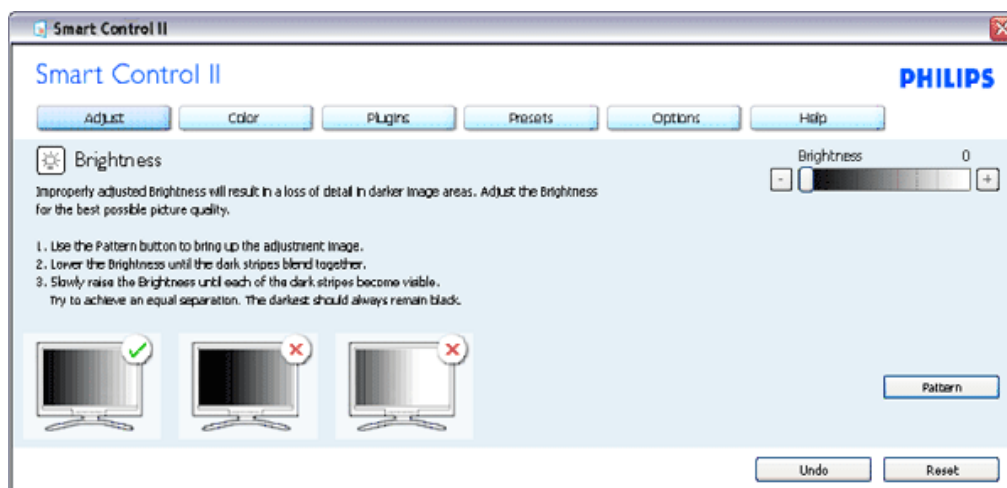 Smart Control II
Smart Control II
PHILIPS
Adjust Color Plugins Presets Options Help
Brightness
Brightness 0
Improperly adjusted Brightness will result in a loss of detail in darker image areas. Adjust the Brightness
for the best possible picture quality.
1. Use the Pattern button to bring up the adjustment image.
2. Lower the Brightness until the dark stripes blend together.
3. Slowly raise the Brightness until each of the dark stripes become visible.
Try to achieve an equal separation. The darkest should always remain black.
Pattern
Undo Reset